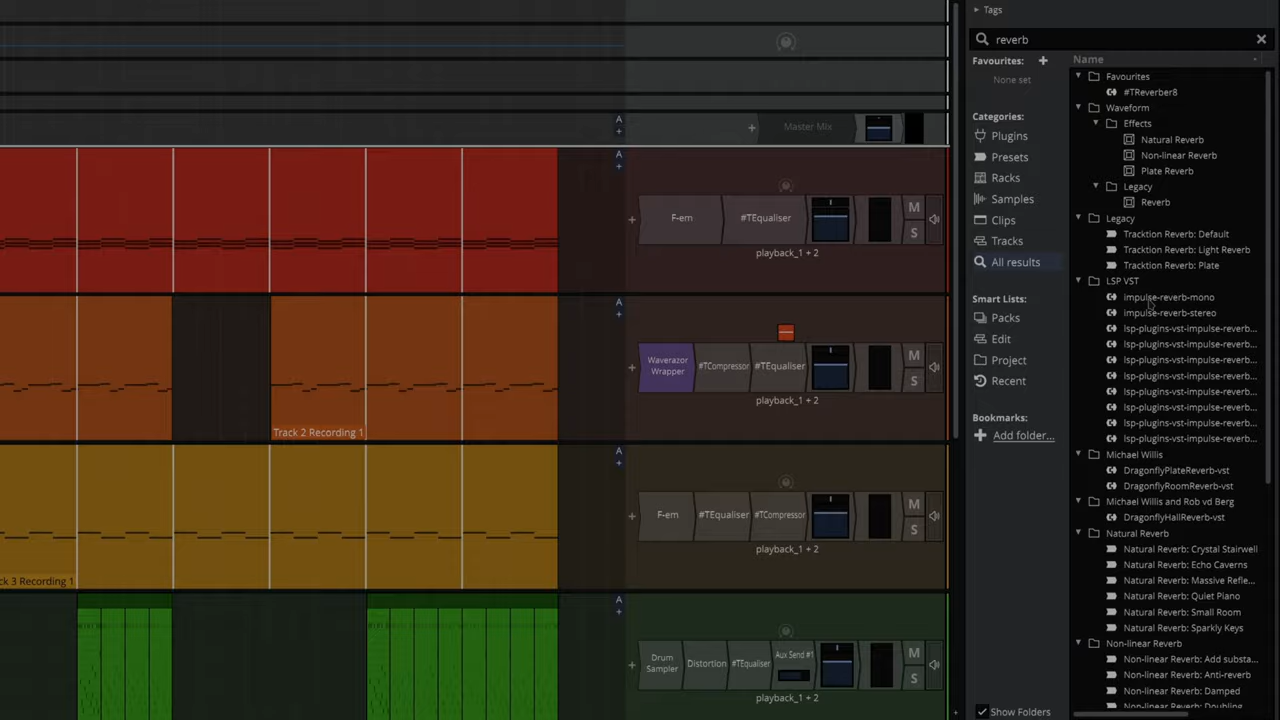 Tags
reverb
Favourites:
None set
Categories:
Plugins
Presets
Racks
Samples
Clips
Tracks
All results
Smart Lists:
Packs
Edit
Project
Recent
Bookmarks:
Add folder...
Show Folders
Name
Favourites
#TReverber8
Waveform
Effects
Natural Reverb
Non-linear Reverb
Plate Reverb
Legacy
Reverb
Legacy
Tracktion Reverb: Default
Tracktion Reverb: Light Reverb
Tracktion Reverb: Plate
LSP VST
impulse-reverb-mono
impulse-reverb-stereo
lsp-plugins-vst-impulse-reverb...
lsp-plugins-vst-impulse-reverb...
lsp-plugins-vst-impulse-reverb...
lsp-plugins-vst-impulse-reverb...
lsp-plugins-vst-impulse-reverb...
lsp-plugins-vst-impulse-reverb...
lsp-plugins-vst-impulse-reverb...
lsp-plugins-vst-impulse-reverb...
Michael Willis
DragonflyPlateReverb-vst
DragonflyRoomReverb-vst
Michael Willis and Rob vd Berg
DragonflyHallReverb-vst
Natural Reverb
Natural Reverb: Crystal Stairwell
Natural Reverb: Echo Caverns
Natural Reverb: Massive Refle...
Natural Reverb: Quiet Piano
Natural Reverb: Small Room
Natural Reverb: Sparkly Keys
Non-linear Reverb
Non-linear Reverb: Add substa...
Non-linear Reverb: Anti-reverb
Non-linear Reverb: Damped
Non-linear Reverb: Doubling
A
Master Mix
A
F-em #TEqualiser M
S
playback_1 + 2
A
Waverazor
Wrapper #TCompressor #TEqualiser M
S
playback_1 + 2
Track 2 Recording 1
A
F-em #TEqualiser #TCompressor M
S
playback_1 + 2
ck 3 Recording 1
A
Drum
Sampler Distortion #TEqualiser Aux Send #1 M
S
playback_1 + 2